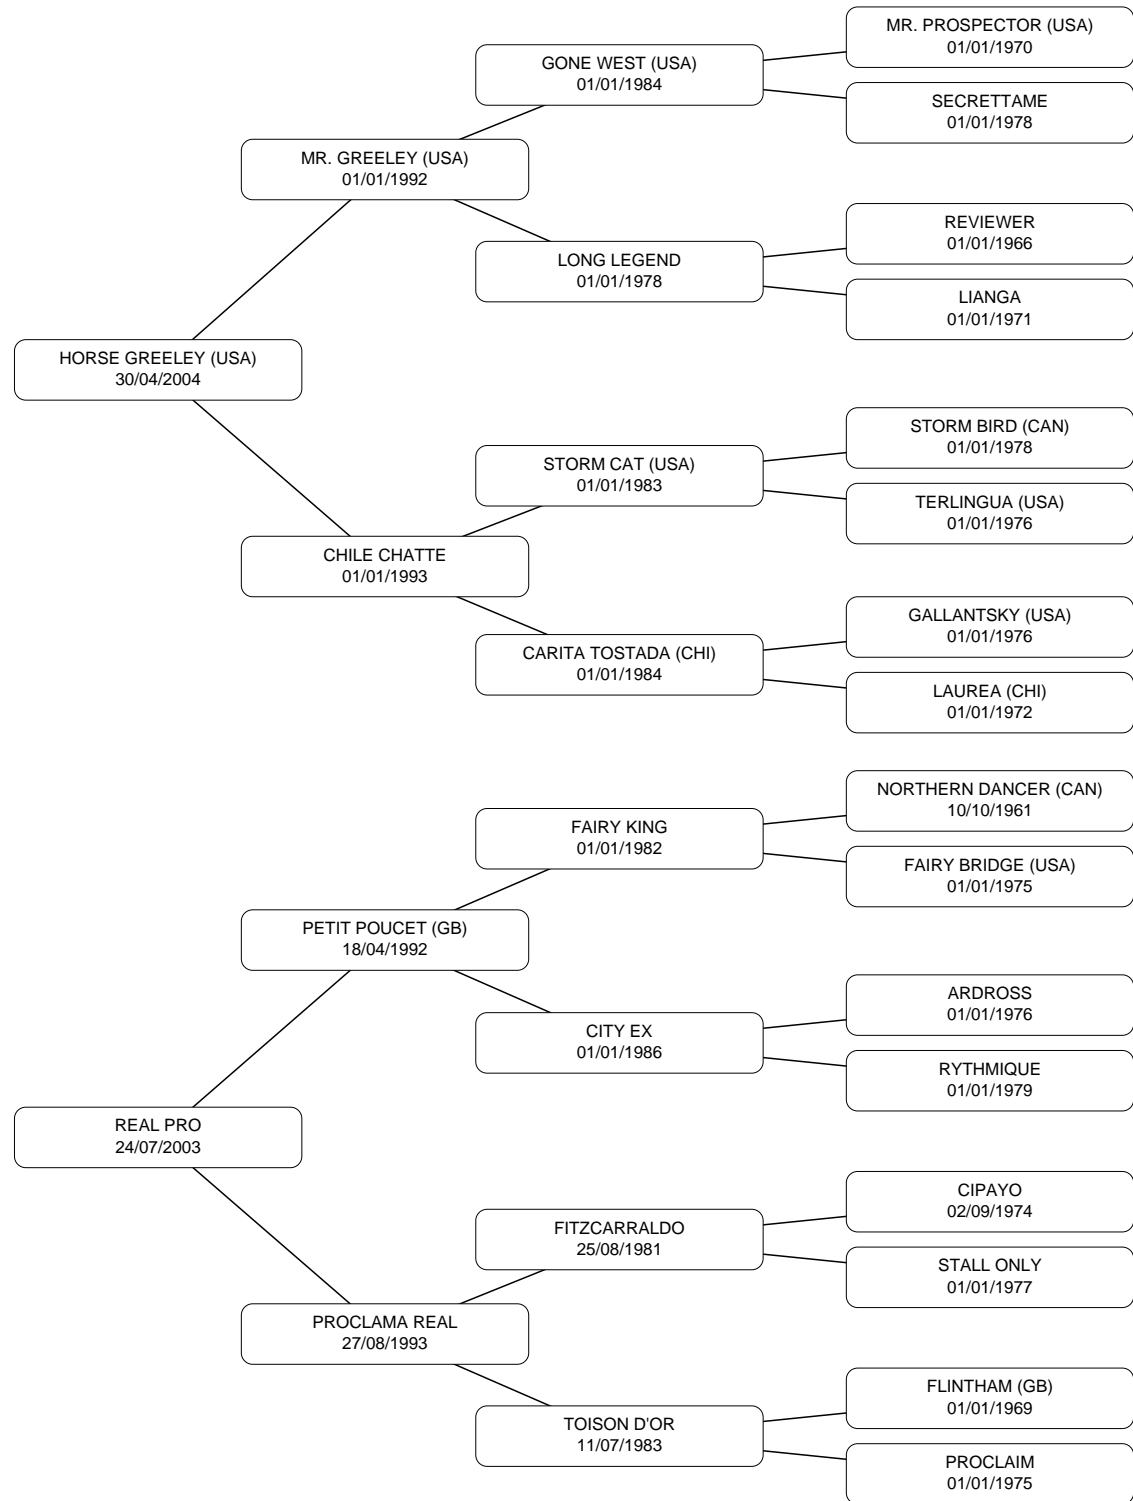 MR. PROSPECTOR (USA)
01/01/1970
GONE WEST (USA)
01/01/1984
SECRETTAME
01/01/1978
MR. GREELEY (USA)
01/01/1992
REVIEWER
01/01/1966
LONG LEGEND
01/01/1978
LIANGA
01/01/1971
HORSE GREELEY (USA)
30/04/2004
STORM BIRD (CAN)
01/01/1978
STORM CAT (USA)
01/01/1983
TERLINGUA (USA)
01/01/1976
CHILE CHATTE
01/01/1993
GALLANTSKY (USA)
01/01/1976
CARITA TOSTADA (CHI)
01/01/1984
LAUREA (CHI)
01/01/1972
NORTHERN DANCER (CAN)
10/10/1961
FAIRY KING
01/01/1982
FAIRY BRIDGE (USA)
01/01/1975
PETIT POUCET (GB)
18/04/1992
ARDROSS
01/01/1976
CITY EX
01/01/1986
RYTHMIQUE
01/01/1979
REAL PRO
24/07/2003
CIPAYO
02/09/1974
FITZCARRALDO
25/08/1981
STALL ONLY
01/01/1977
PROCLAMA REAL
27/08/1993
FLINTHAM (GB)
01/01/1969
TOISON D'OR
11/07/1983
PROCLAIM
01/01/1975